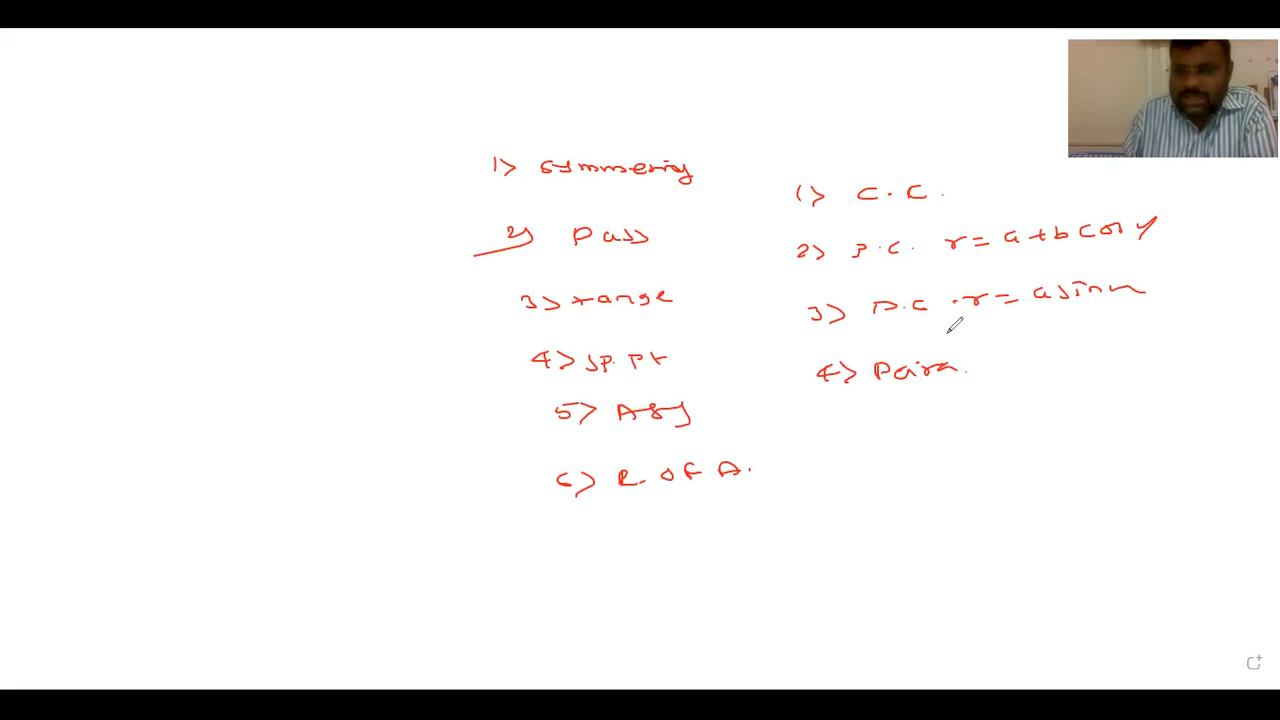 1) Symmetry
2) Pass
3) range
4) SP. Pt
5) Asy
6) R. of A.
1) C. C.
2) P. C. r = a + b cos
3) P. C. r = a sin n
4) Para.